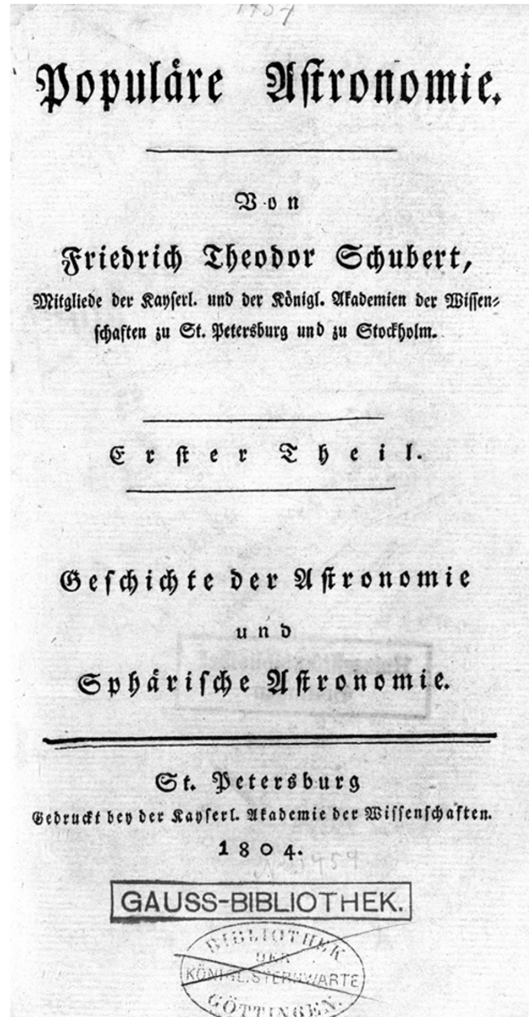 Populäre Astronomie.
Von
Friedrich Theodor Schubert,
Mitgliede der Kayserl. und der Königl. Akademien der Wissen-
schaften zu St. Petersburg und zu Stockholm.
Erster Theil.
Geschichte der Astronomie
und
Sphärische Astronomie.
St. Petersburg
Gedruckt bey der Kayserl. Akademie der Wissenschaften.
1804.
GAUSS-BIBLIOTHEK.
BIBLIOTHEK
DER
KÖNIGL. STERNWARTE
GÖTTINGEN.